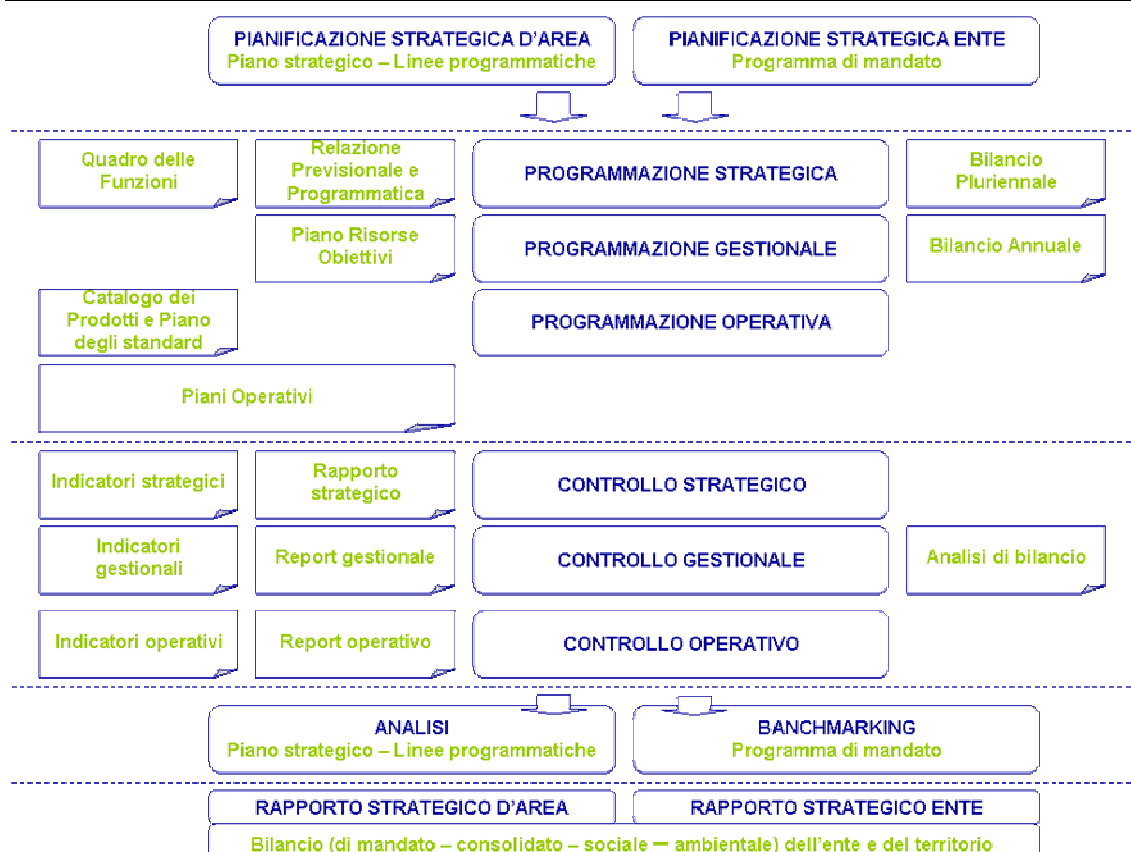 PIANIFICAZIONE STRATEGICA D'AREA
Piano strategico – Linee programmatiche
PIANIFICAZIONE STRATEGICA ENTE
Programma di mandato
Quadro delle
Funzioni
Relazione
Previsionale e
Programmatica
PROGRAMMAZIONE STRATEGICA
Bilancio
Pluriennale
Piano Risorse
Obiettivi
PROGRAMMAZIONE GESTIONALE
Bilancio Annuale
Catalogo dei
Prodotti e Piano
degli standard
PROGRAMMAZIONE OPERATIVA
Piani Operativi
Indicatori strategici
Rapporto
strategico
CONTROLLO STRATEGICO
Indicatori
gestionali
Report gestionale
CONTROLLO GESTIONALE
Analisi di bilancio
Indicatori operativi
Report operativo
CONTROLLO OPERATIVO
ANALISI
Piano strategico – Linee programmatiche
BANCHMARKING
Programma di mandato
RAPPORTO STRATEGICO D'AREA
RAPPORTO STRATEGICO ENTE
Bilancio (di mandato – consolidato – sociale – ambientale) dell'ente e del territorio